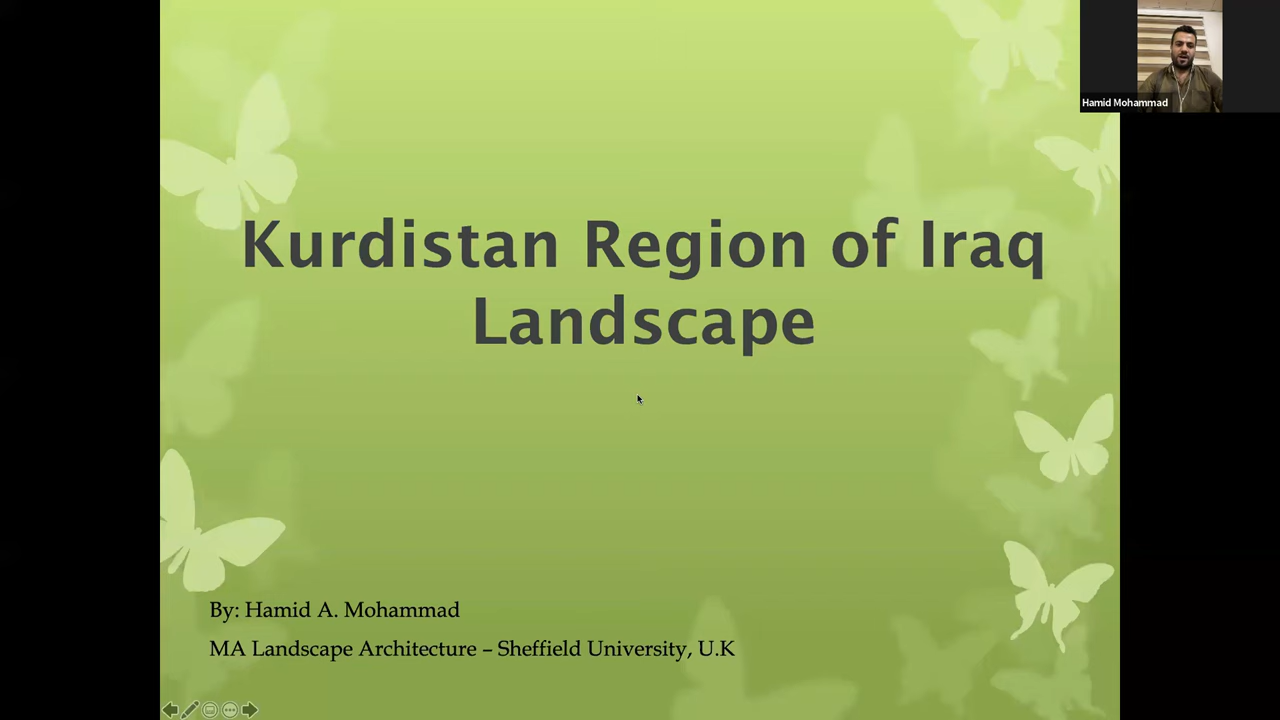 Kurdistan Region of Iraq
Landscape
By: Hamid A. Mohammad
MA Landscape Architecture – Sheffield University, U.K
Hamid Mohammad